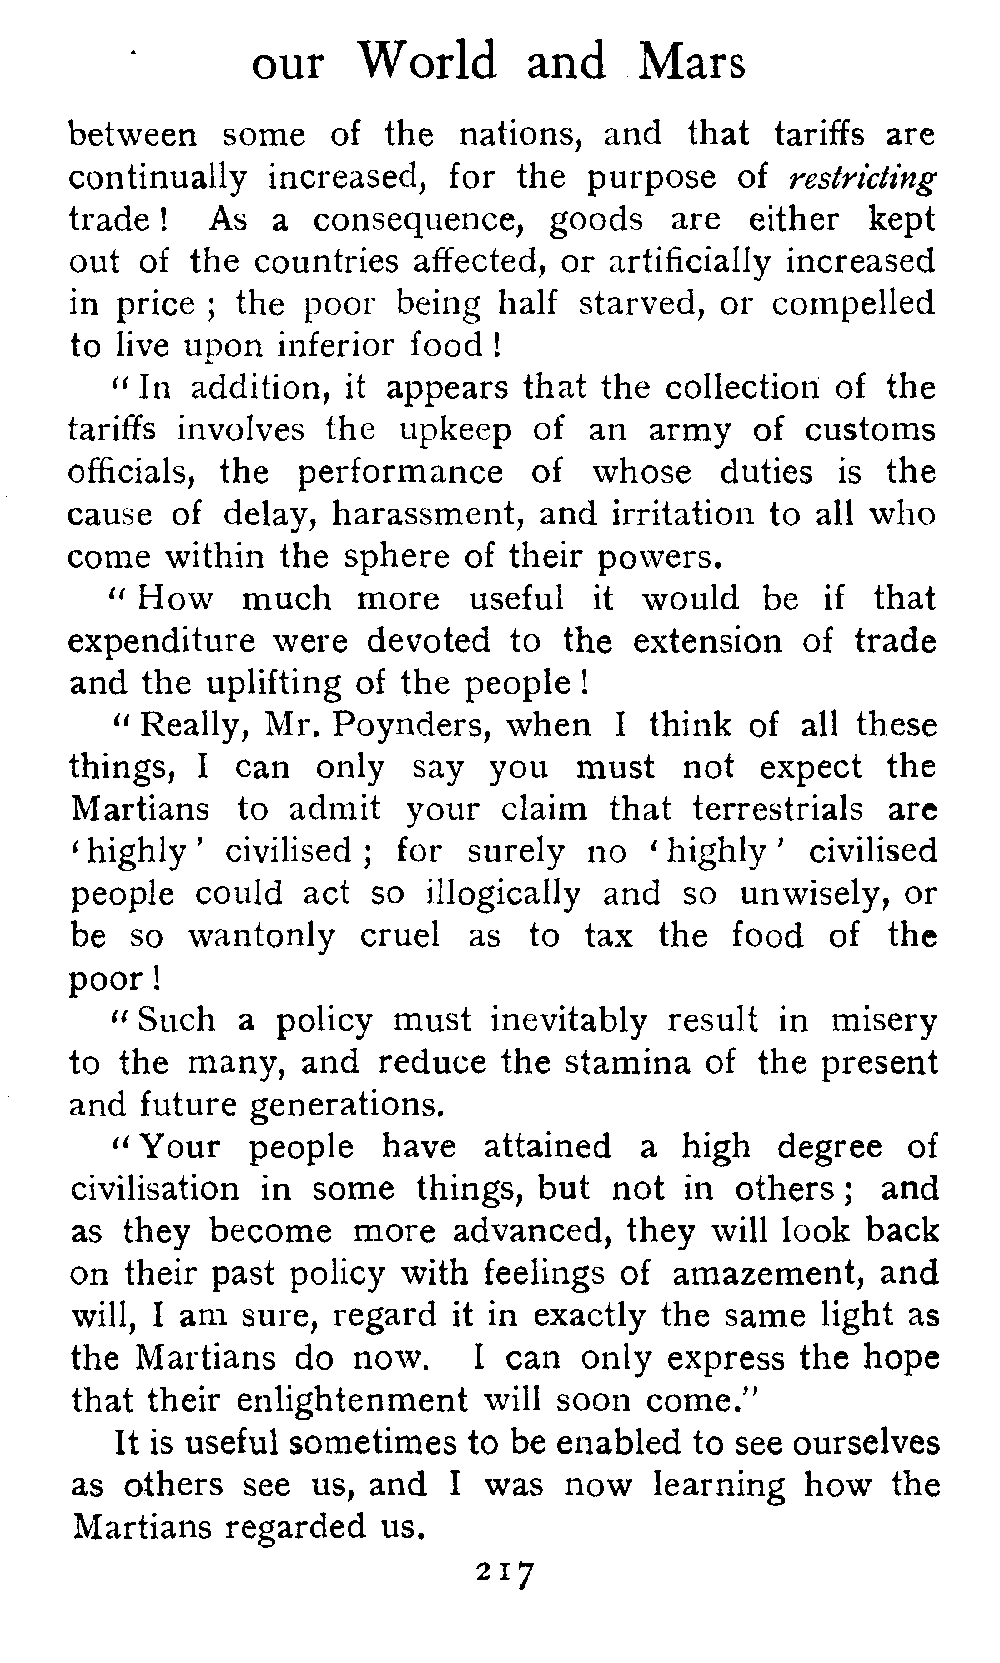 our World and Mars
between some of the nations, and that tariffs are
continually increased, for the purpose of restricting
trade ! As a consequence, goods are either kept
out of the countries affected, or artificially increased
in price ; the poor being half starved, or compelled
to live upon inferior food !
“ In addition, it appears that the collection of the
tariffs involves the upkeep of an army of customs
officials, the performance of whose duties is the
cause of delay, harassment, and irritation to all who
come within the sphere of their powers.
“ How much more useful it would be if that
expenditure were devoted to the extension of trade
and the uplifting of the people !
“ Really, Mr. Poynders, when I think of all these
things, I can only say you must not expect the
Martians to admit your claim that terrestrials are
‘ highly ’ civilised ; for surely no ‘ highly ’ civilised
people could act so illogically and so unwisely, or
be so wantonly cruel as to tax the food of the
poor !
“ Such a policy must inevitably result in misery
to the many, and reduce the stamina of the present
and future generations.
“ Your people have attained a high degree of
civilisation in some things, but not in others ; and
as they become more advanced, they will look back
on their past policy with feelings of amazement, and
will, I am sure, regard it in exactly the same light as
the Martians do now. I can only express the hope
that their enlightenment will soon come.”
It is useful sometimes to be enabled to see ourselves
as others see us, and I was now learning how the
Martians regarded us.
217